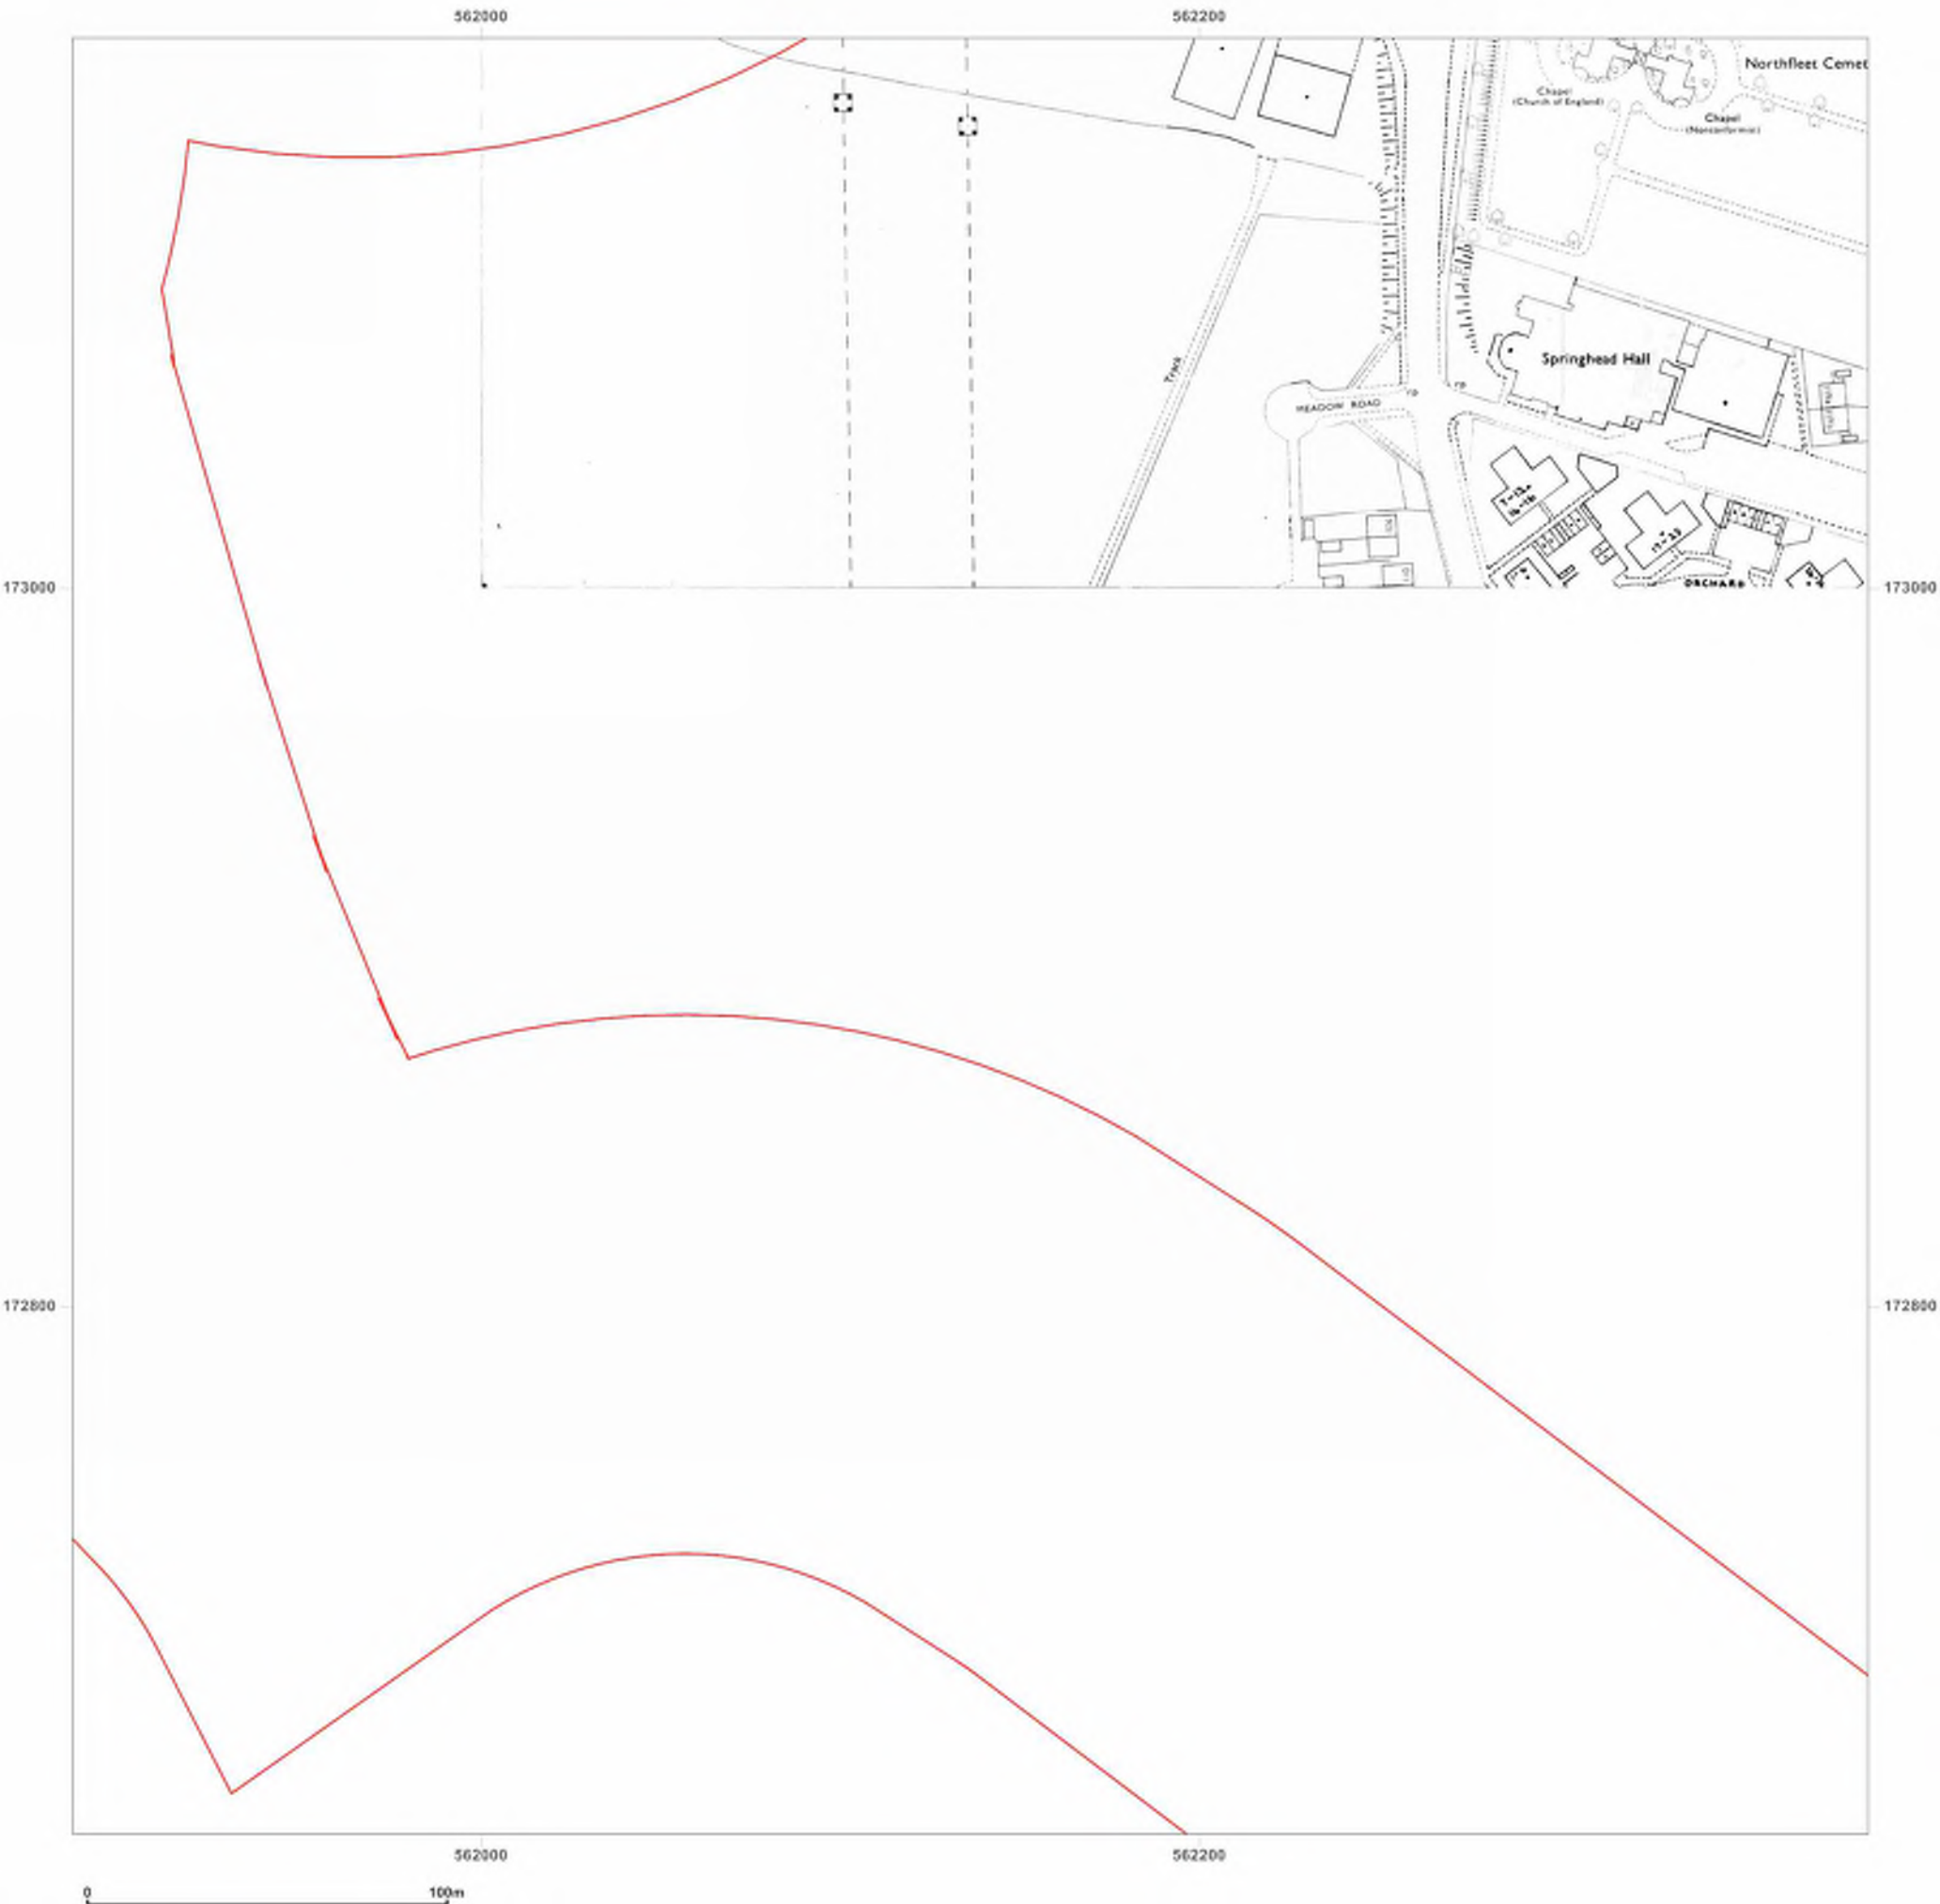 562000
562200
Northfleet Cemet
Chapel
(Church of England)
Chapel
(Nonconformist)
Track
Springhead Hall
MEADOW ROAD
173000
173000
ORCHARD
172800
172800
562000
562200
0
100m